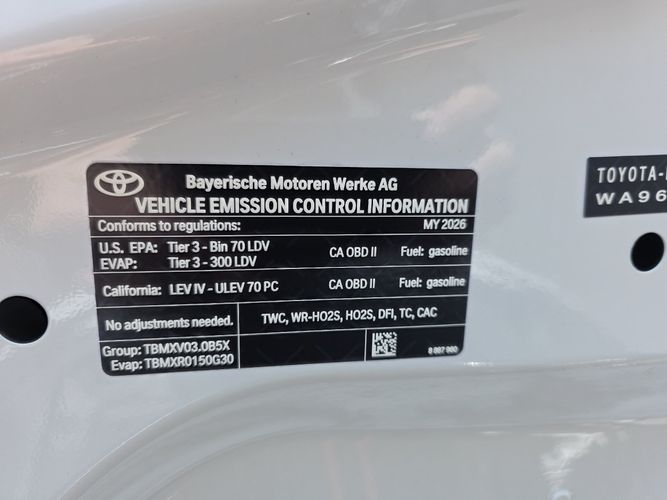 Bayerische Motoren Werke AG
VEHICLE EMISSION CONTROL INFORMATION
Conforms to regulations: MY 2026
U.S. EPA: Tier 3 - Bin 70 LDV CA OBD II Fuel: gasoline
EVAP: Tier 3 - 300 LDV
California: LEV IV - ULEV 70 PC CA OBD II Fuel: gasoline
No adjustments needed. TWC, WR-HO2S, HO2S, DFI, TC, CAC
Group: TBMXV03.0B5X
Evap: TBMXR0150G30
8 887 980
TOYOTA-
WA96